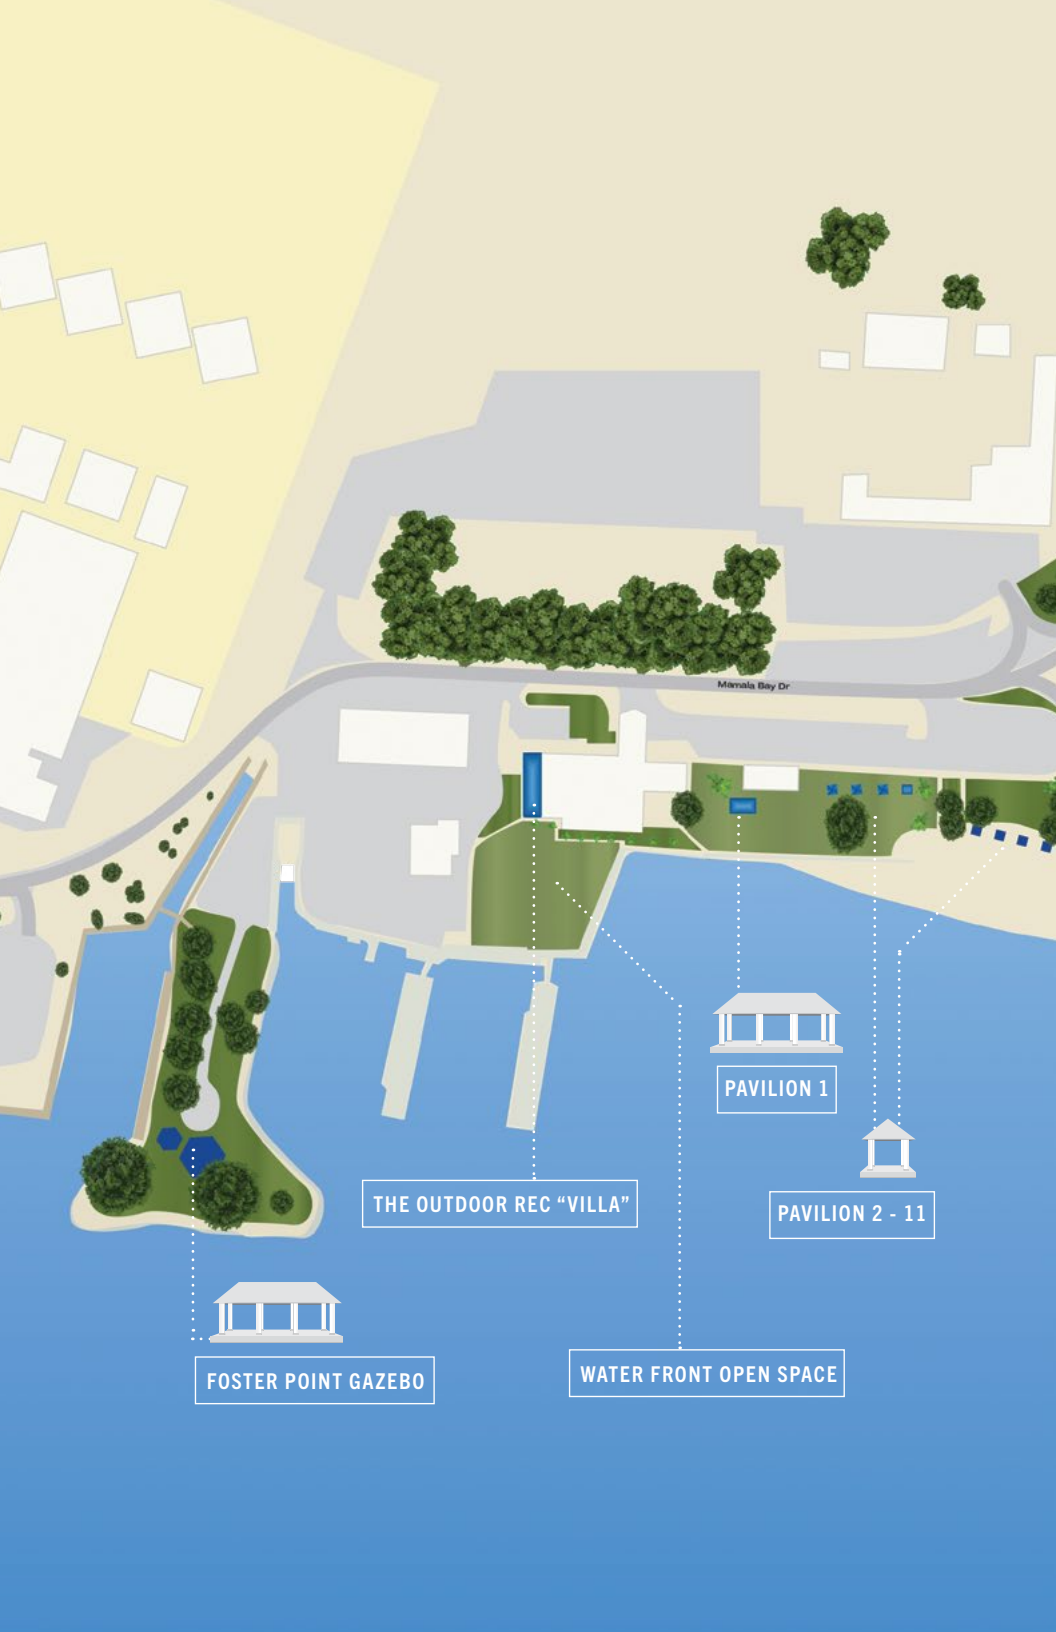 Mamala Bay Dr
PAVILION 1
THE OUTDOOR REC “VILLA”
PAVILION 2 - 11
FOSTER POINT GAZEBO
WATER FRONT OPEN SPACE